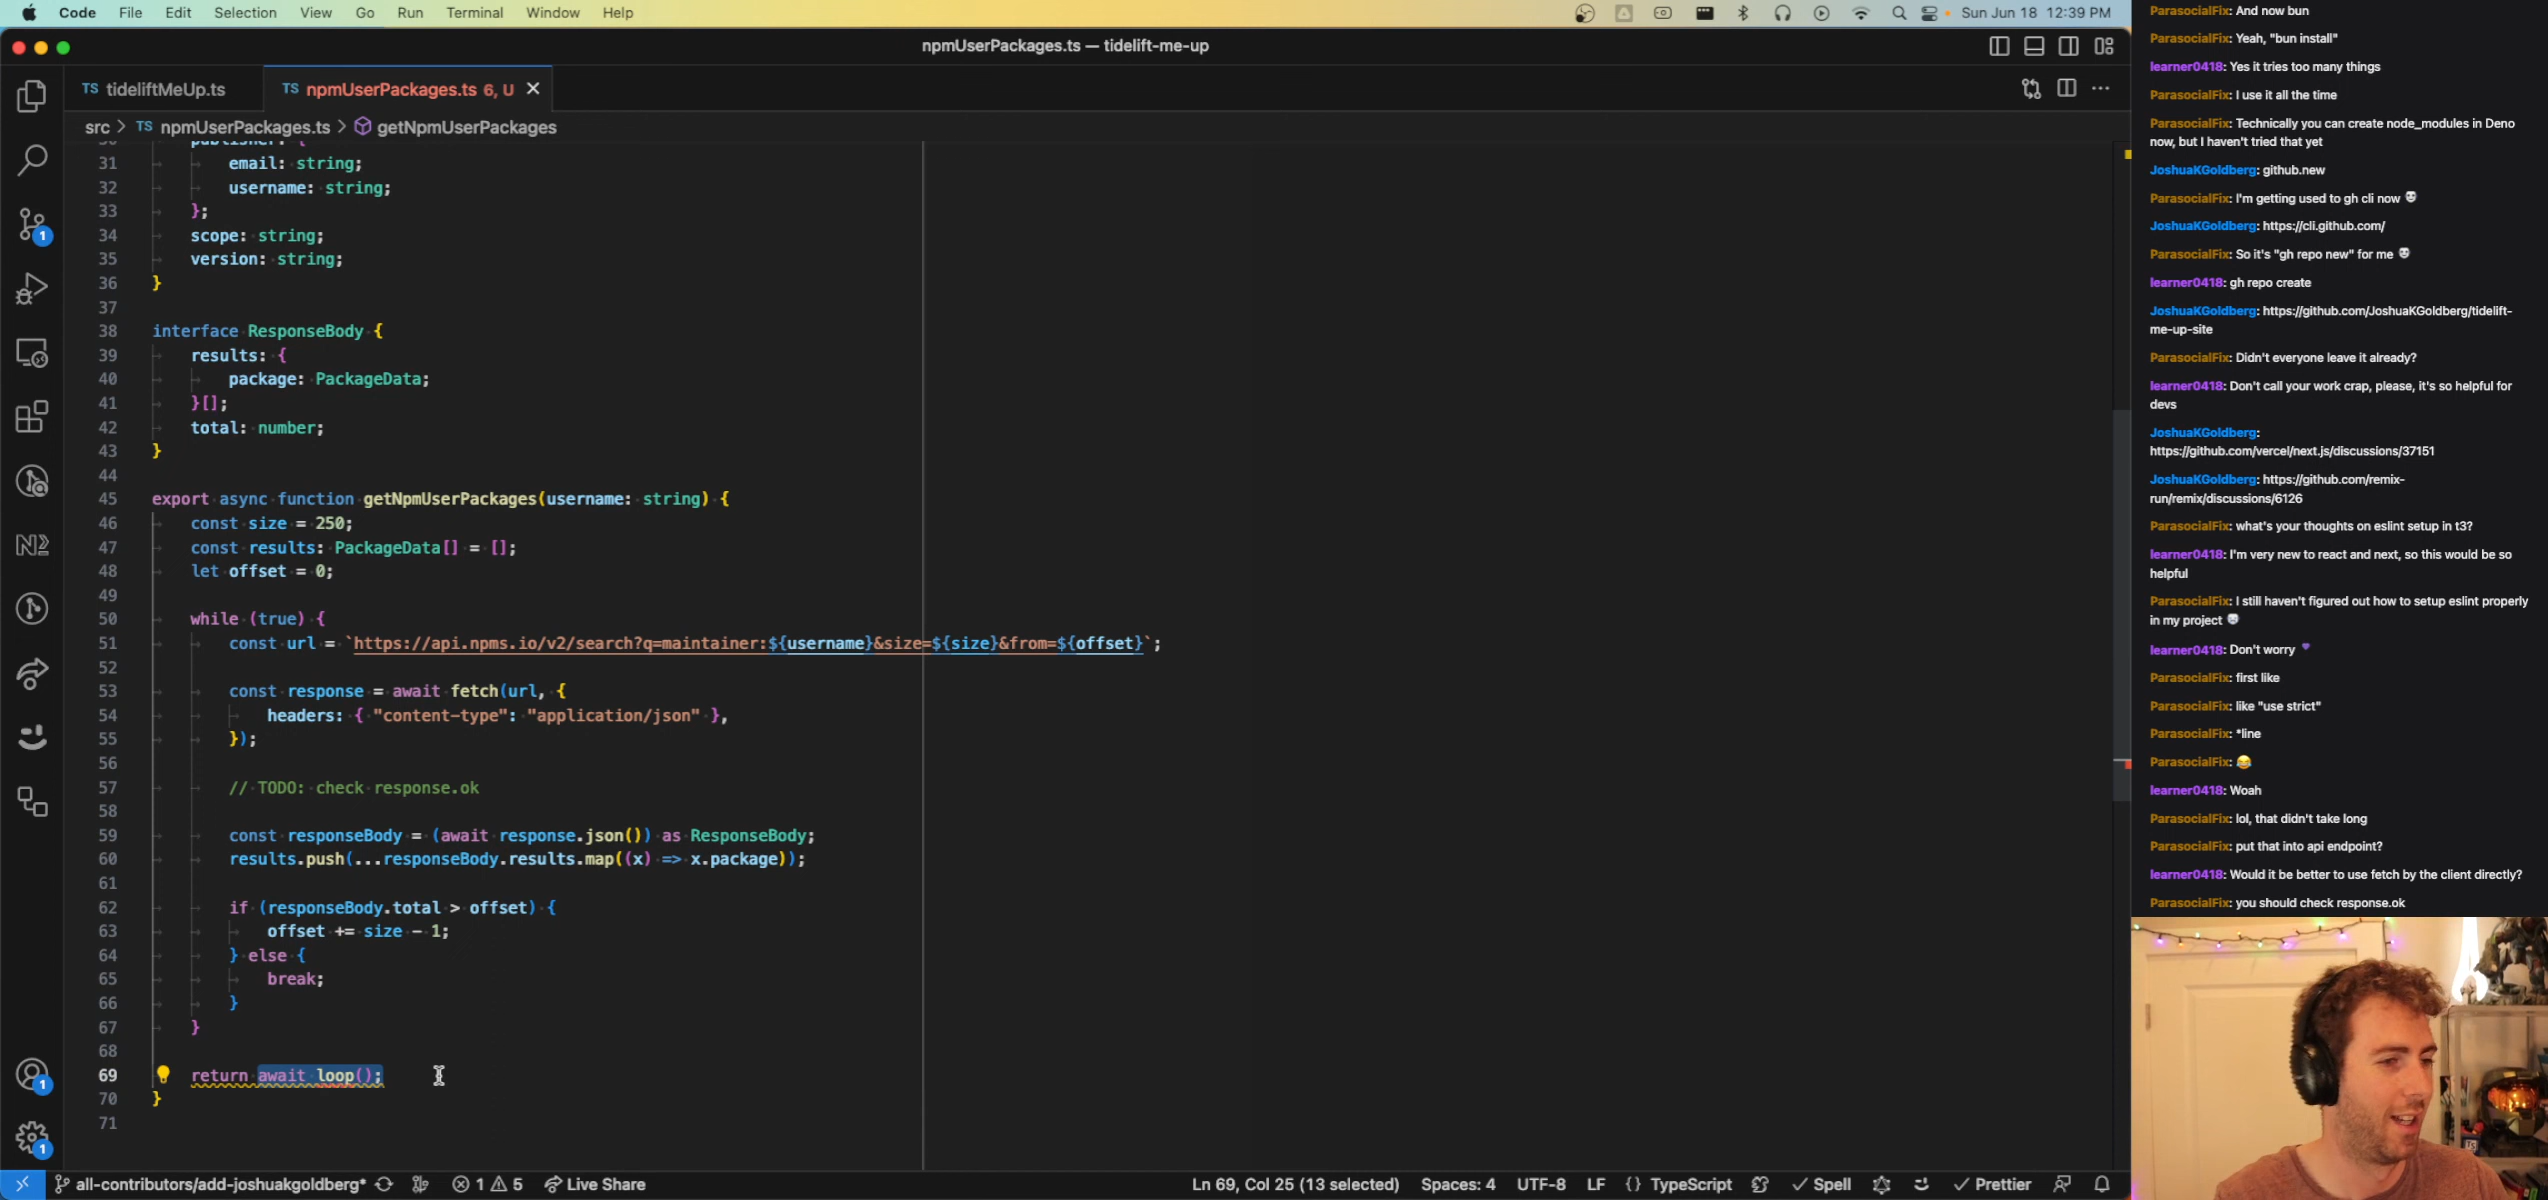 Code File Edit Selection View Go Run Terminal Window Help
Sun Jun 18 12:39 PM
npmUserPackages.ts — tidelift-me-up
TS tideliftMeUp.ts
TS npmUserPackages.ts 6, U
src > TS npmUserPackages.ts > getNpmUserPackages
30 publisher: {
31 email: string;
32 username: string;
33 };
34 scope: string;
35 version: string;
36 }
37
38 interface ResponseBody {
39 results: {
40 package: PackageData;
41 }[];
42 total: number;
43 }
44
45 export async function getNpmUserPackages(username: string) {
46 const size = 250;
47 const results: PackageData[] = [];
48 let offset = 0;
49
50 while (true) {
51 const url = `https://api.npms.io/v2/search?q=maintainer:${username}&size=${size}&from=${offset}`;
52
53 const response = await fetch(url, {
54 headers: { "content-type": "application/json" },
55 });
56
57 // TODO: check response.ok
58
59 const responseBody = (await response.json()) as ResponseBody;
60 results.push(...responseBody.results.map((x) => x.package));
61
62 if (responseBody.total > offset) {
63 offset += size - 1;
64 } else {
65 break;
66 }
67 }
68
69 return await loop();
70 }
71
1
N
1
1
all-contributors/add-joshuakgoldberg* 1 5 Live Share
Ln 69, Col 25 (13 selected) Spaces: 4 UTF-8 LF {} TypeScript Spell Prettier
ParasocialFix: And now bun
ParasocialFix: Yeah, "bun install"
learner0418: Yes it tries too many things
ParasocialFix: I use it all the time
ParasocialFix: Technically you can create node_modules in Deno
now, but I haven't tried that yet
JoshuaKGoldberg: github.new
ParasocialFix: I'm getting used to gh cli now
JoshuaKGoldberg: https://cli.github.com/
ParasocialFix: So it's "gh repo new" for me
learner0418: gh repo create
JoshuaKGoldberg: https://github.com/JoshuaKGoldberg/tidelift-
me-up-site
ParasocialFix: Didn't everyone leave it already?
learner0418: Don't call your work crap, please, it's so helpful for
devs
JoshuaKGoldberg:
https://github.com/vercel/next.js/discussions/37151
JoshuaKGoldberg: https://github.com/remix-
run/remix/discussions/6126
ParasocialFix: what's your thoughts on eslint setup in t3?
learner0418: I'm very new to react and next, so this would be so
helpful
ParasocialFix: I still haven't figured out how to setup eslint properly
in my project
learner0418: Don't worry
ParasocialFix: first like
ParasocialFix: like "use strict"
ParasocialFix: *line
ParasocialFix: 😂
learner0418: Woah
ParasocialFix: lol, that didn't take long
ParasocialFix: put that into api endpoint?
learner0418: Would it be better to use fetch by the client directly?
ParasocialFix: you should check response.ok